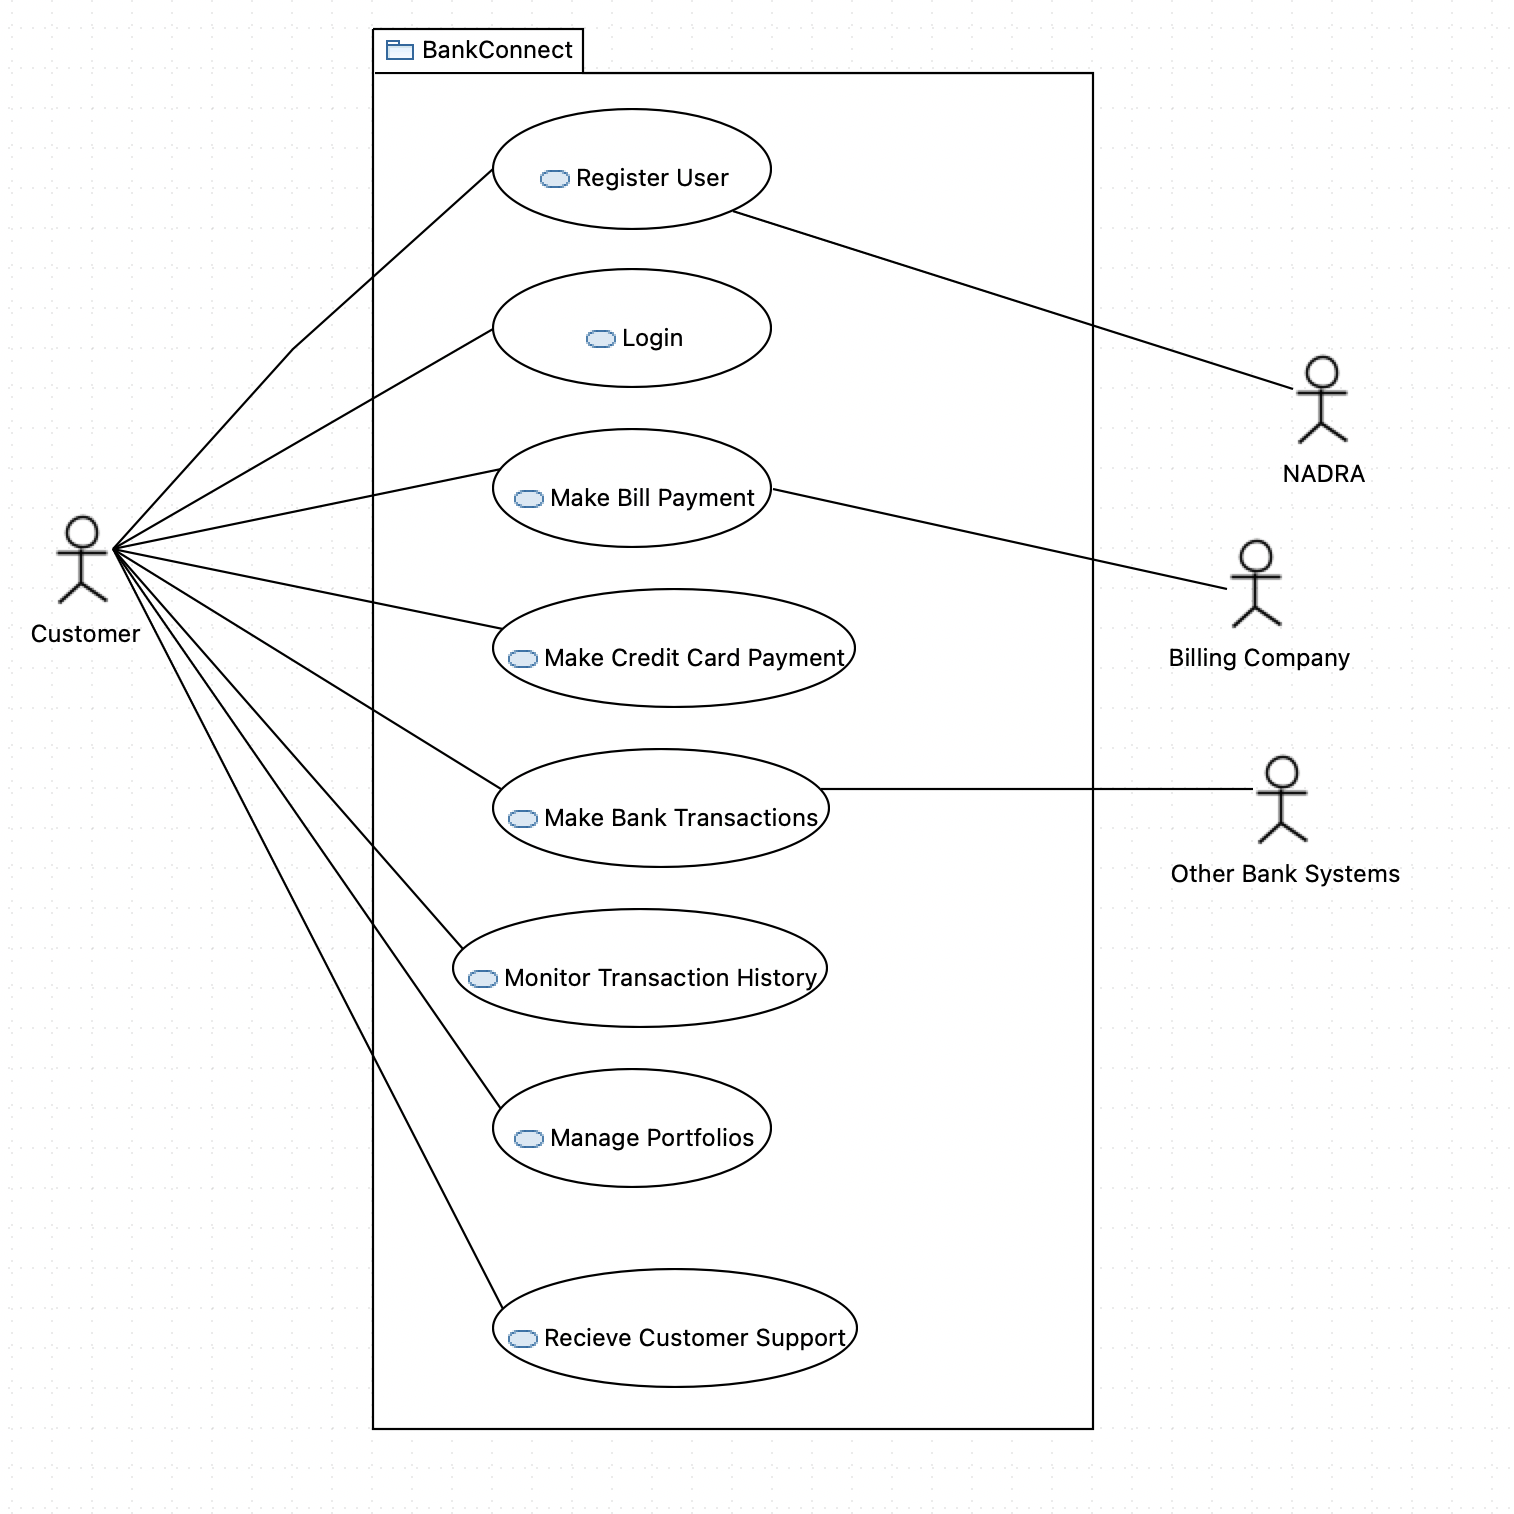 BankConnect
Register User
Login
NADRA
Make Bill Payment
Customer
Make Credit Card Payment
Billing Company
Make Bank Transactions
Other Bank Systems
Monitor Transaction History
Manage Portfolios
Recieve Customer Support